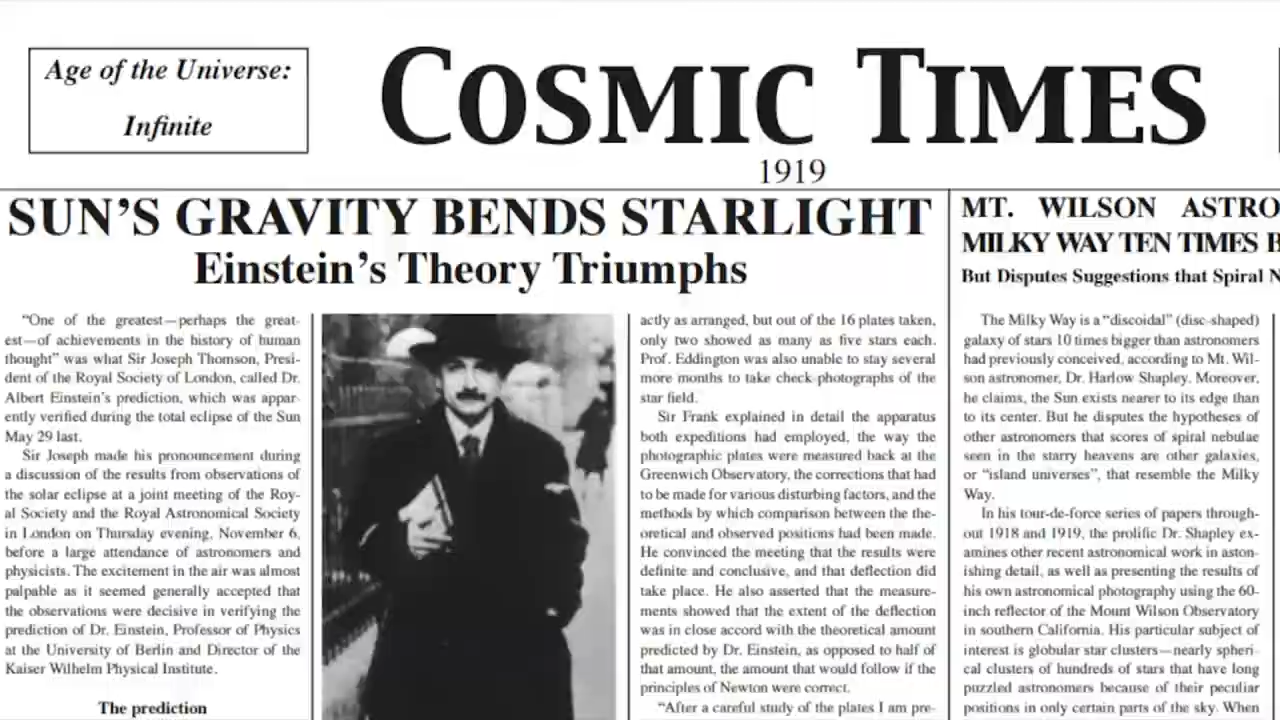 Age of the Universe:
Infinite
COSMIC TIMES
1919
SUN'S GRAVITY BENDS STARLIGHT
Einstein's Theory Triumphs
"One of the greatest—perhaps the great-
est—of achievements in the history of human
thought" was what Sir Joseph Thomson, Presi-
dent of the Royal Society of London, called Dr.
Albert Einstein's prediction, which was appar-
ently verified during the total eclipse of the Sun
May 29 last.
Sir Joseph made his pronouncement during
a discussion of the results from observations of
the solar eclipse at a joint meeting of the Roy-
al Society and the Royal Astronomical Society
in London on Thursday evening, November 6,
before a large attendance of astronomers and
physicists. The excitement in the air was almost
palpable as it seemed generally accepted that
the observations were decisive in verifying the
prediction of Dr. Einstein, Professor of Physics
at the University of Berlin and Director of the
Kaiser Wilhelm Physical Institute.
The prediction
actly as arranged, but out of the 16 plates taken,
only two showed as many as five stars each.
Prof. Eddington was also unable to stay several
more months to take check photographs of the
star field.
Sir Frank explained in detail the apparatus
both expeditions had employed, the way the
photographic plates were measured back at the
Greenwich Observatory, the corrections that had
to be made for various disturbing factors, and the
methods by which comparison between the the-
oretical and observed positions had been made.
He convinced the meeting that the results were
definite and conclusive, and that deflection did
take place. He also asserted that the measure-
ments showed that the extent of the deflection
was in close accord with the theoretical amount
predicted by Dr. Einstein, as opposed to half of
that amount, the amount that would follow if the
principles of Newton were correct.
"After a careful study of the plates I am pre-
MT. WILSON ASTRO
MILKY WAY TEN TIMES B
But Disputes Suggestions that Spiral N
The Milky Way is a "discoidal" (disc-shaped)
galaxy of stars 10 times bigger than astronomers
had previously conceived, according to Mt. Wil-
son astronomer, Dr. Harlow Shapley. Moreover,
he claims, the Sun exists nearer to its edge than
to its center. But he disputes the hypotheses of
other astronomers that scores of spiral nebulae
seen in the starry heavens are other galaxies,
or "island universes", that resemble the Milky
Way.
In his tour-de-force series of papers through-
out 1918 and 1919, the prolific Dr. Shapley ex-
amines other recent astronomical work in aston-
ishing detail, as well as presenting the results of
his own astronomical photography using the 60-
inch reflector of the Mount Wilson Observatory
in southern California. His particular subject of
interest is globular star clusters—nearly spheri-
cal clusters of hundreds of stars that have long
puzzled astronomers because of their peculiar
positions in only certain parts of the sky. When